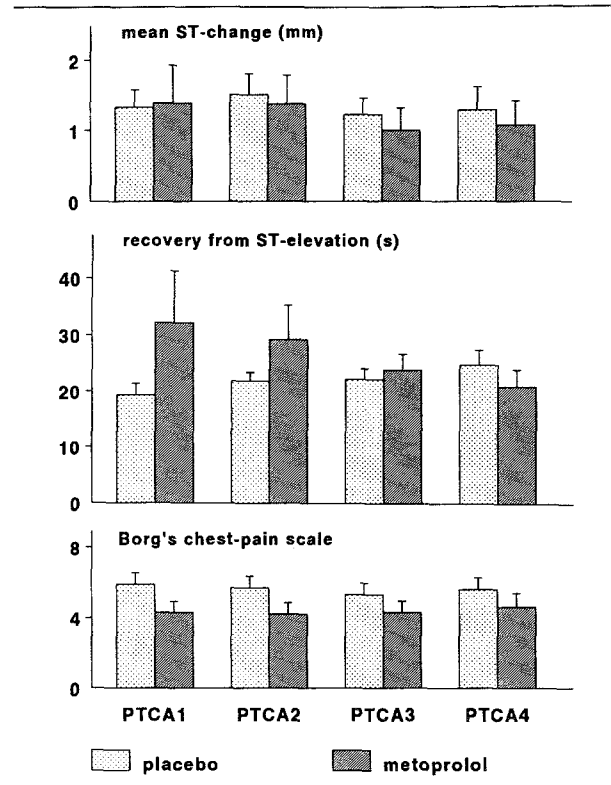 mean ST-change (mm)
2
1
0
recovery from ST-elevation (s)
40
30
20
10
0
Borg's chest-pain scale
8
4
0
PTCA1 PTCA2 PTCA3 PTCA4
placebo metoprolol